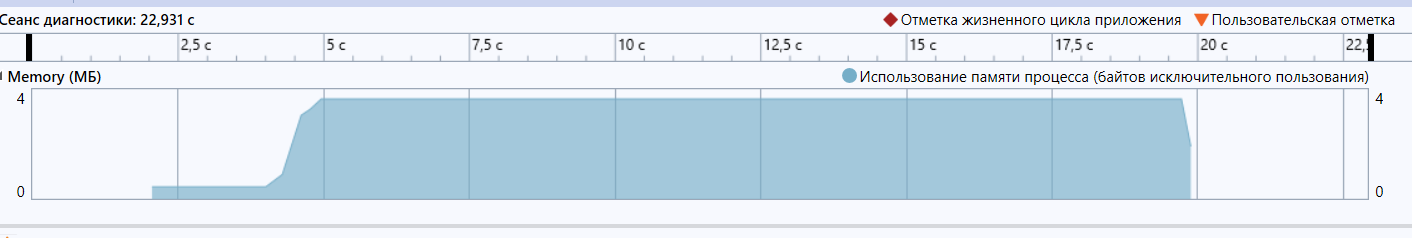 Сеанс диагностики: 22,931 с
Отметка жизненного цикла приложения
Пользовательская отметка
2,5 с 5 с 7,5 с 10 с 12,5 с 15 с 17,5 с 20 с 22,
Memory (МБ)
Использование памяти процесса (байтов исключительного пользования)
4 4
0 0